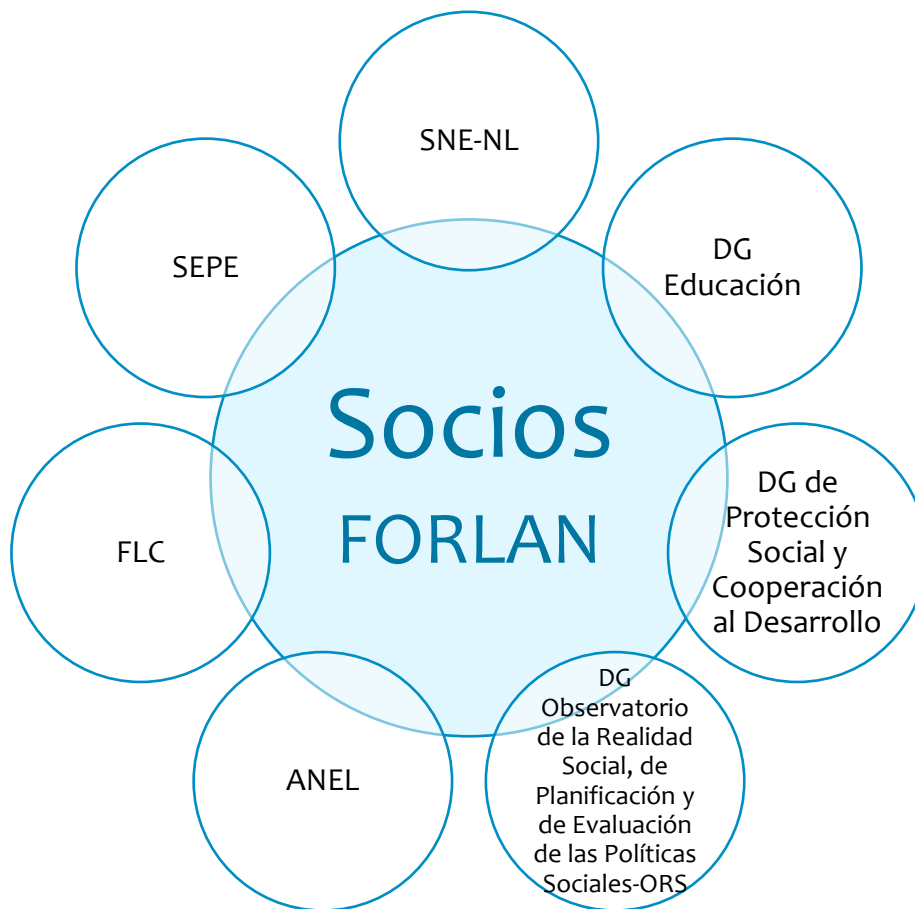 SNE-NL
SEPE
DG
Educación
Socios
FORLAN
DG de
Protección
Social y
Cooperación
al Desarrollo
FLC
ANEL
DG
Observatorio
de la Realidad
Social, de
Planificación y
de Evaluación
de las Políticas
Sociales-ORS